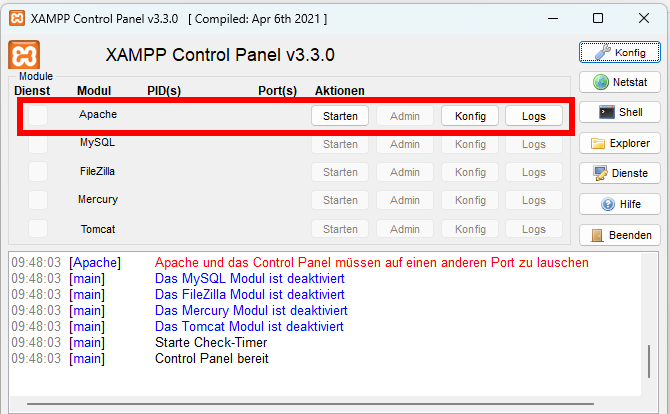 XAMPP Control Panel v3.3.0 [ Compiled: Apr 6th 2021 ]
XAMPP Control Panel v3.3.0
Konfig
Module
Dienst Modul PID(s) Port(s) Aktionen
Netstat
Apache Starten Admin Konfig Logs
Shell
MySQL Starten Admin Konfig Logs
Explorer
FileZilla Starten Admin Konfig Logs
Dienste
Mercury Starten Admin Konfig Logs
Hilfe
Tomcat Starten Admin Konfig Logs
Beenden
09:48:03 [Apache] Apache und das Control Panel müssen auf einen anderen Port zu lauschen
09:48:03 [main] Das MySQL Modul ist deaktiviert
09:48:03 [main] Das FileZilla Modul ist deaktiviert
09:48:03 [main] Das Mercury Modul ist deaktiviert
09:48:03 [main] Das Tomcat Modul ist deaktiviert
09:48:03 [main] Starte Check-Timer
09:48:03 [main] Control Panel bereit